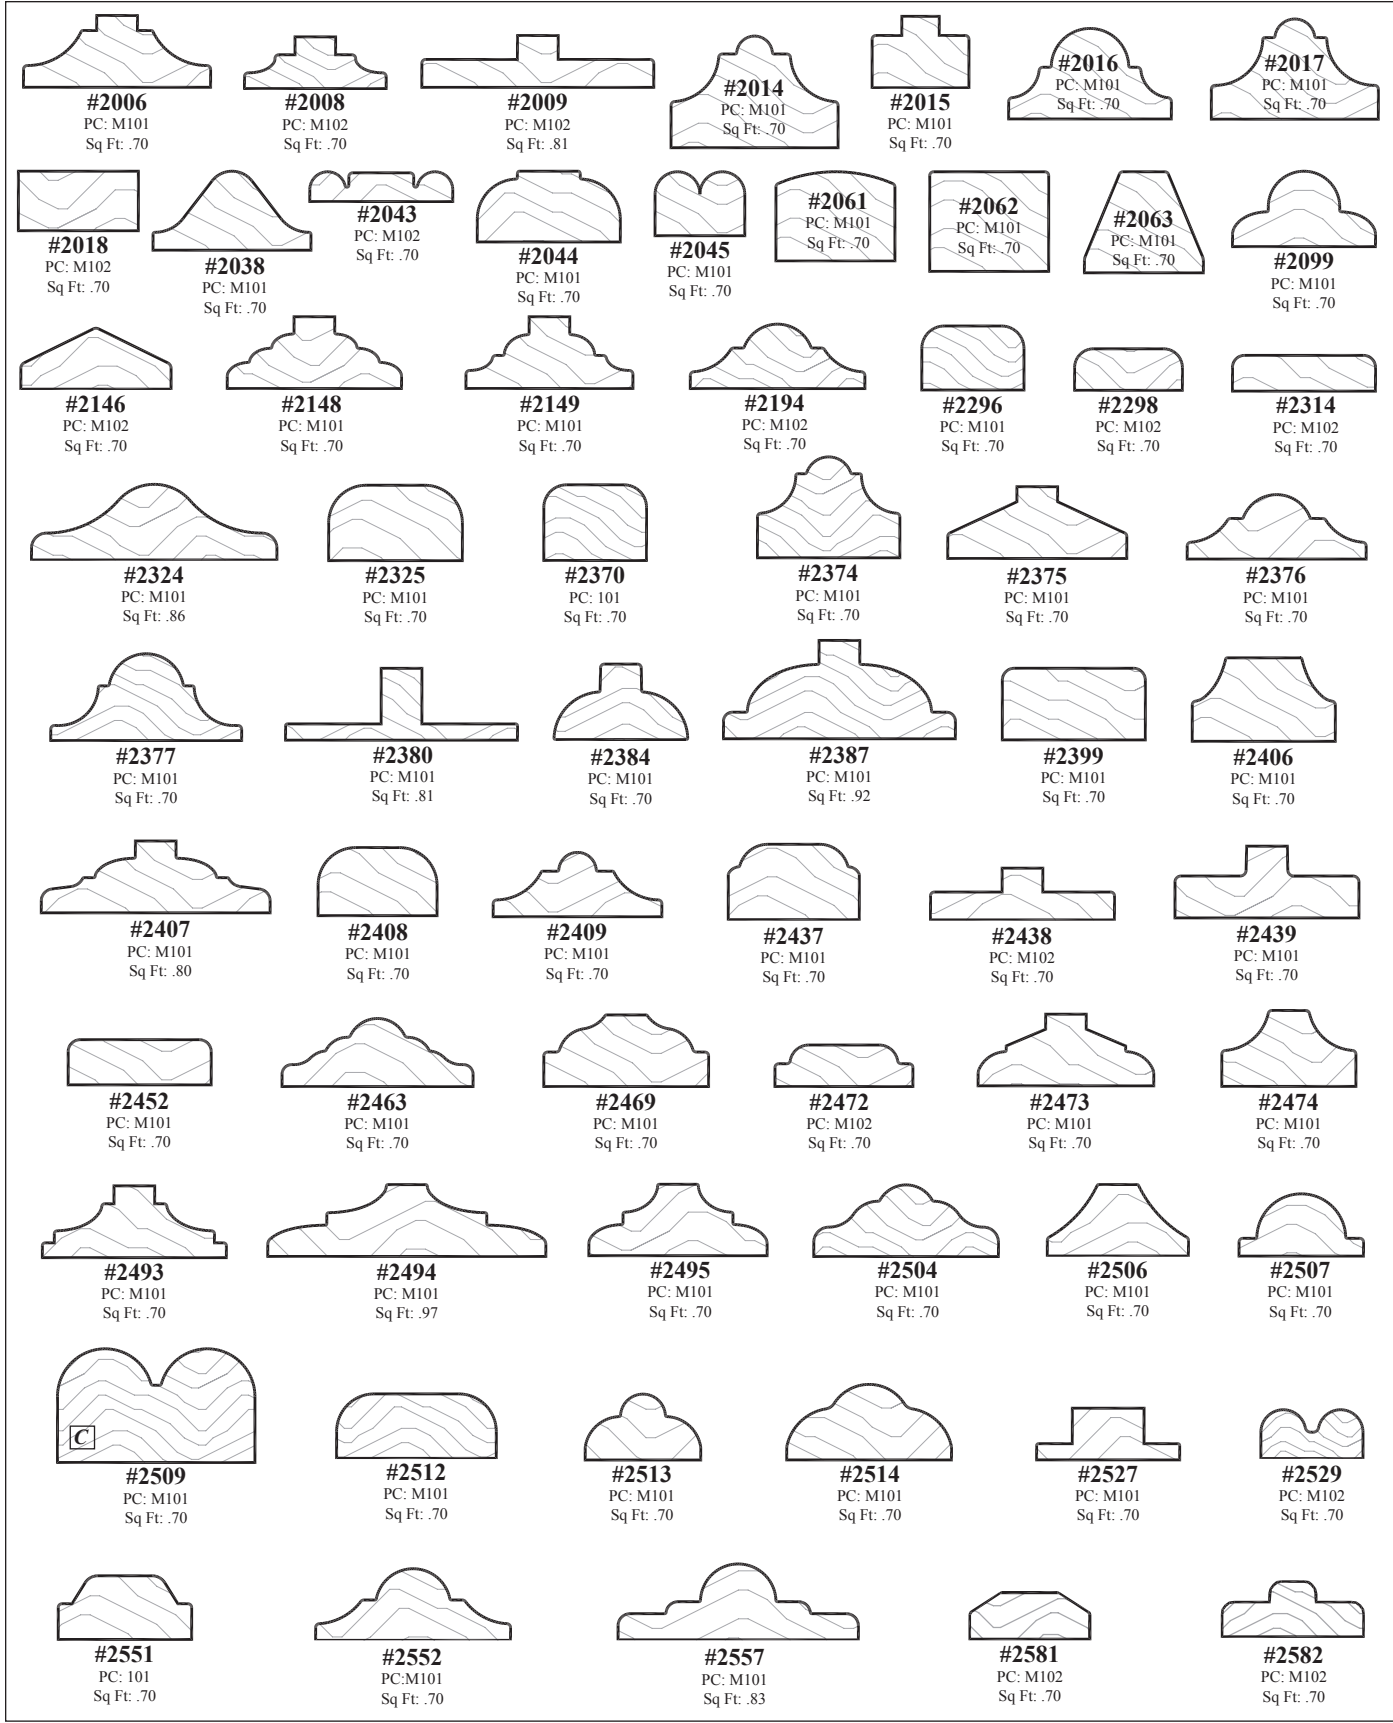 #2006
PC: M101
Sq Ft: .70
#2008
PC: M102
Sq Ft: .70
#2009
PC: M102
Sq Ft: .81
#2014
PC: M101
Sq Ft: .70
#2015
PC: M101
Sq Ft: .70
#2016
PC: M101
Sq Ft: .70
#2017
PC: M101
Sq Ft: .70
#2018
PC: M102
Sq Ft: .70
#2038
PC: M101
Sq Ft: .70
#2043
PC: M102
Sq Ft: .70
#2044
PC: M101
Sq Ft: .70
#2045
PC: M101
Sq Ft: .70
#2061
PC: M101
Sq Ft: .70
#2062
PC: M101
Sq Ft: .70
#2063
PC: M101
Sq Ft: .70
#2099
PC: M101
Sq Ft: .70
#2146
PC: M102
Sq Ft: .70
#2148
PC: M101
Sq Ft: .70
#2149
PC: M101
Sq Ft: .70
#2194
PC: M102
Sq Ft: .70
#2296
PC: M101
Sq Ft: .70
#2298
PC: M102
Sq Ft: .70
#2314
PC: M102
Sq Ft: .70
#2324
PC: M101
Sq Ft: .86
#2325
PC: M101
Sq Ft: .70
#2370
PC: 101
Sq Ft: .70
#2374
PC: M101
Sq Ft: .70
#2375
PC: M101
Sq Ft: .70
#2376
PC: M101
Sq Ft: .70
#2377
PC: M101
Sq Ft: .70
#2380
PC: M101
Sq Ft: .81
#2384
PC: M101
Sq Ft: .70
#2387
PC: M101
Sq Ft: .92
#2399
PC: M101
Sq Ft: .70
#2406
PC: M101
Sq Ft: .70
#2407
PC: M101
Sq Ft: .80
#2408
PC: M101
Sq Ft: .70
#2409
PC: M101
Sq Ft: .70
#2437
PC: M101
Sq Ft: .70
#2438
PC: M102
Sq Ft: .70
#2439
PC: M101
Sq Ft: .70
#2452
PC: M101
Sq Ft: .70
#2463
PC: M101
Sq Ft: .70
#2469
PC: M101
Sq Ft: .70
#2472
PC: M102
Sq Ft: .70
#2473
PC: M101
Sq Ft: .70
#2474
PC: M101
Sq Ft: .70
#2493
PC: M101
Sq Ft: .70
#2494
PC: M101
Sq Ft: .97
#2495
PC: M101
Sq Ft: .70
#2504
PC: M101
Sq Ft: .70
#2506
PC: M101
Sq Ft: .70
#2507
PC: M101
Sq Ft: .70
C
#2509
PC: M101
Sq Ft: .70
#2512
PC: M101
Sq Ft: .70
#2513
PC: M101
Sq Ft: .70
#2514
PC: M101
Sq Ft: .70
#2527
PC: M101
Sq Ft: .70
#2529
PC: M102
Sq Ft: .70
#2551
PC: 101
Sq Ft: .70
#2552
PC:M101
Sq Ft: .70
#2557
PC: M101
Sq Ft: .83
#2581
PC: M102
Sq Ft: .70
#2582
PC: M102
Sq Ft: .70